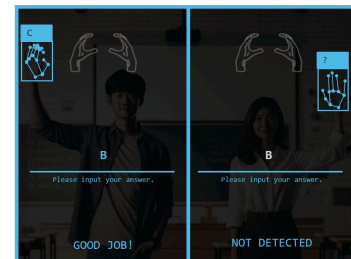 C
B
Please input your answer.
GOOD JOB!
?
B
Please input your answer.
NOT DETECTED